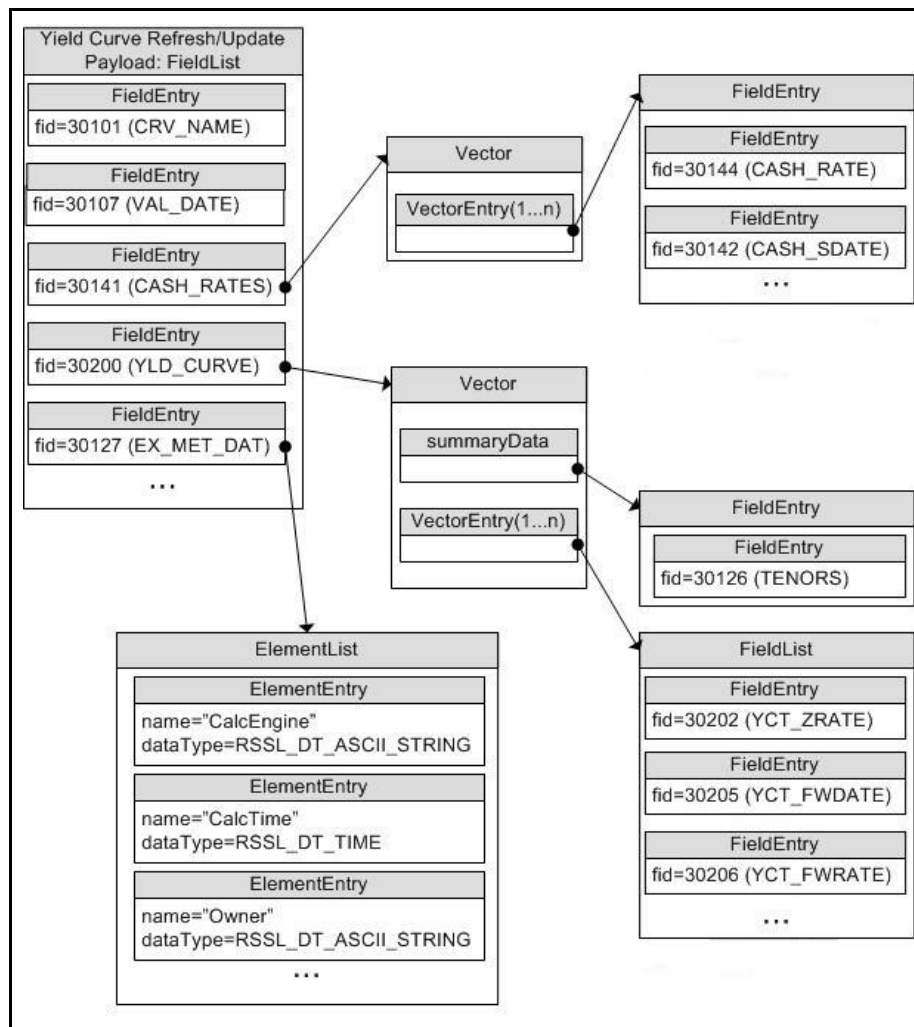 Yield Curve Refresh/Update
Payload: FieldList
FieldEntry
fid=30101 (CRV_NAME)
FieldEntry
fid=30107 (VAL_DATE)
FieldEntry
fid=30141 (CASH_RATES)
FieldEntry
fid=30200 (YLD_CURVE)
FieldEntry
fid=30127 (EX_MET_DAT)
...
Vector
VectorEntry(1...n)
FieldEntry
FieldEntry
fid=30144 (CASH_RATE)
FieldEntry
fid=30142 (CASH_SDATE)
...
Vector
summaryData
VectorEntry(1...n)
FieldEntry
FieldEntry
fid=30126 (TENORS)
FieldList
FieldEntry
fid=30202 (YCT_ZRATE)
FieldEntry
fid=30205 (YCT_FWDATE)
FieldEntry
fid=30206 (YCT_FWRATE)
...
ElementList
ElementEntry
name="CalcEngine"
dataType=RSSL_DT_ASCII_STRING
ElementEntry
name="CalcTime"
dataType=RSSL_DT_TIME
ElementEntry
name="Owner"
dataType=RSSL_DT_ASCII_STRING
...